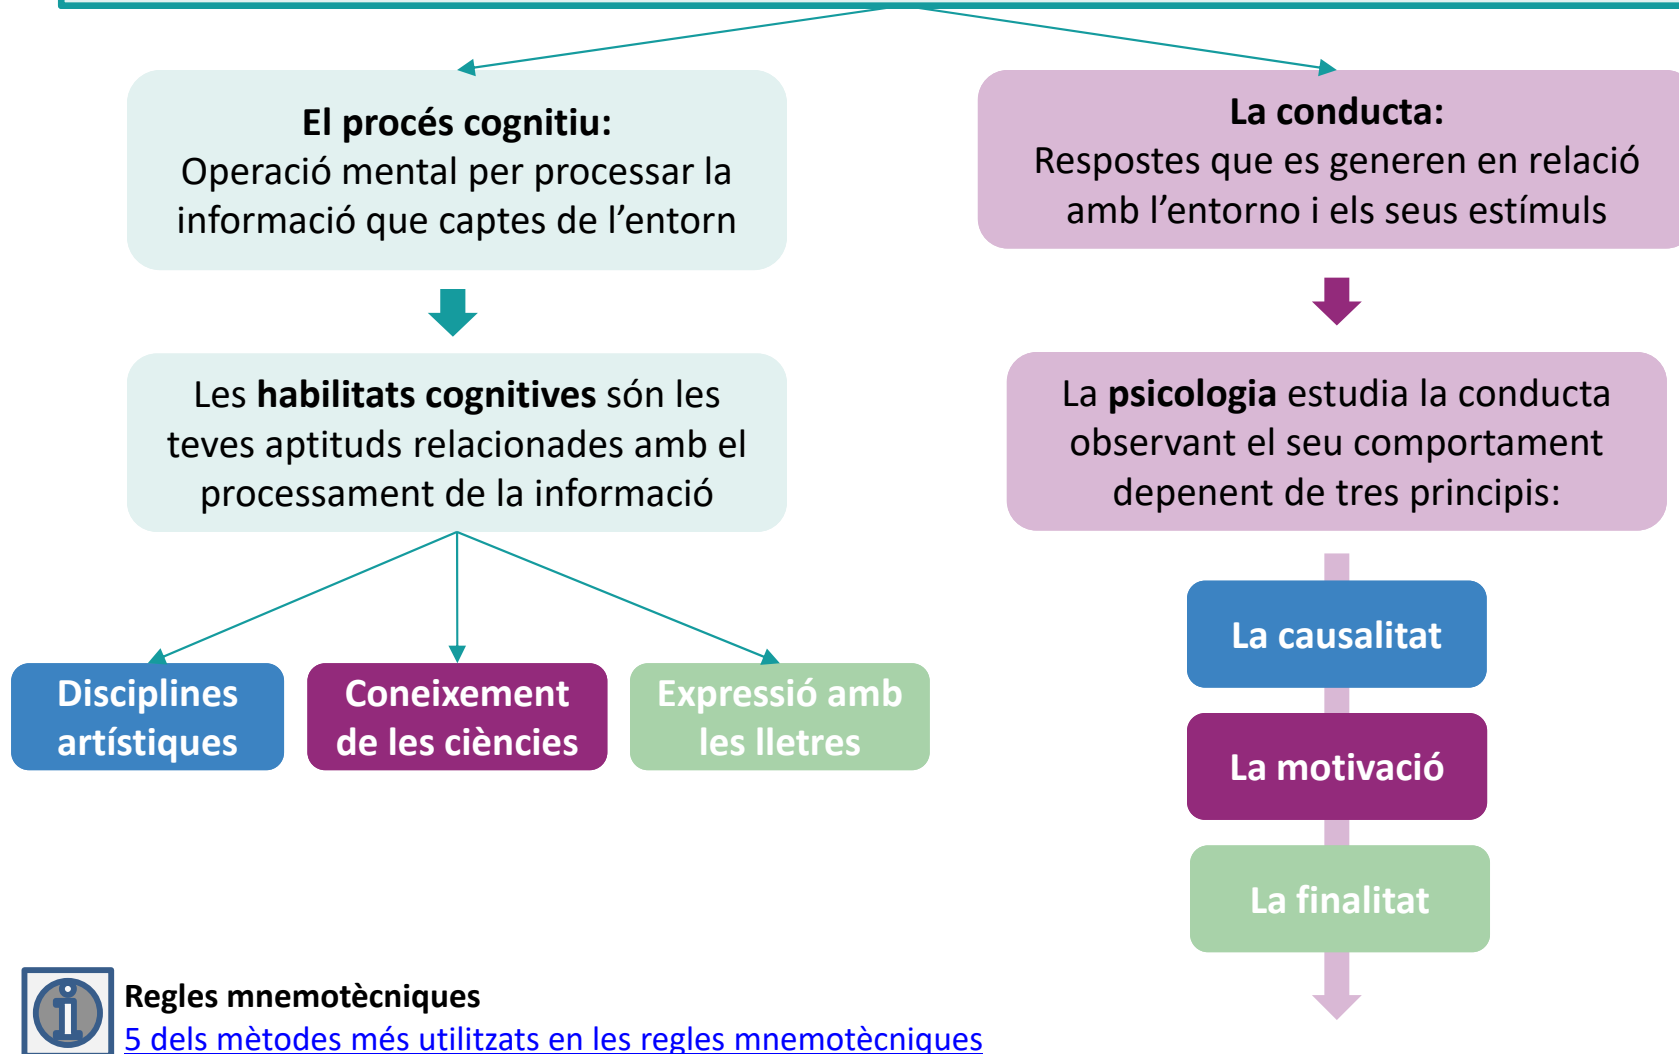 El procés cognitiu:
Operació mental per processar la
informació que captes de l’entorn
La conducta:
Respostes que es generen en relació
amb l’entorno i els seus estímuls
Les habilitats cognitives són les
teves aptituds relacionades amb el
processament de la informació
La psicologia estudia la conducta
observant el seu comportament
depenent de tres principis:
Disciplines
artístiques
Coneixement
de les ciències
Expressió amb
les lletres
La causalitat
La motivació
La finalitat
Regles mnemotècniques
5 dels mètodes més utilitzats en les regles mnemotècniques